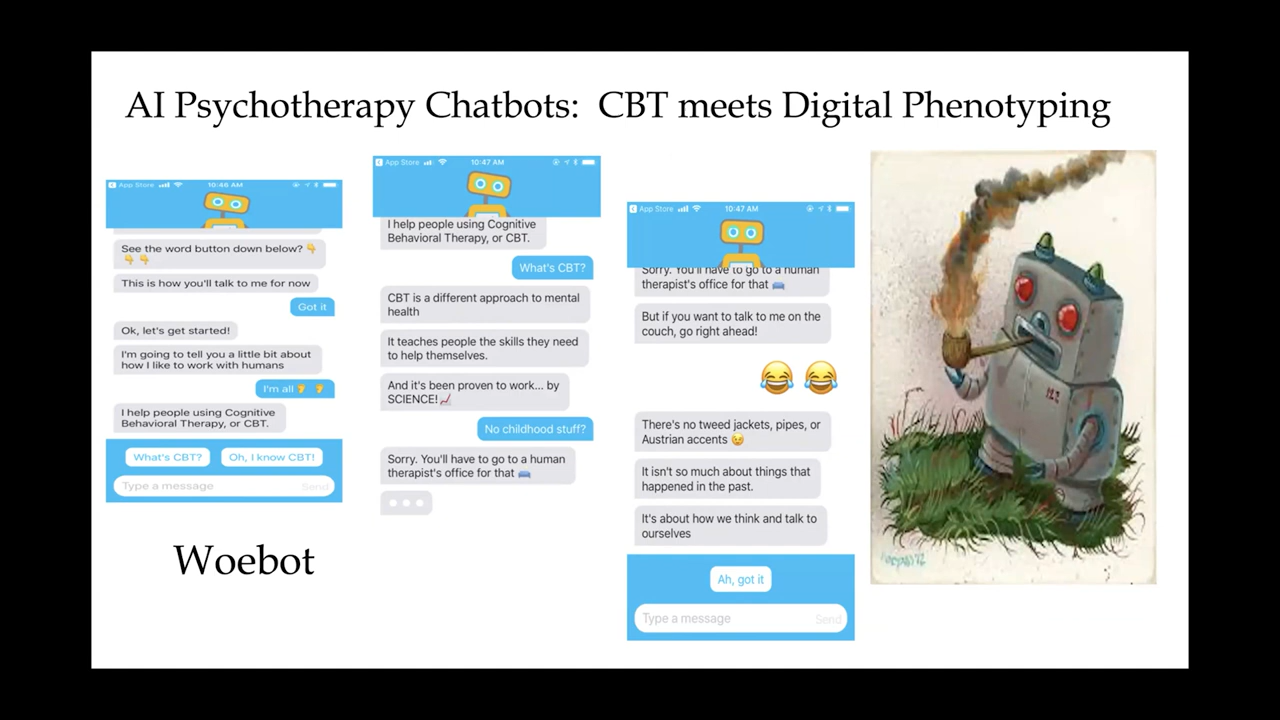 AI Psychotherapy Chatbots: CBT meets Digital Phenotyping
App Store
10:46 AM
See the word button down below? 👇
👇 👇
This is how you'll talk to me for now
Got it
Ok, let's get started!
I'm going to tell you a little bit about
how I like to work with humans
I'm all 👂 👂
I help people using Cognitive
Behavioral Therapy, or CBT.
What's CBT?
Oh, I know CBT!
Type a message
Send
Woebot
App Store
10:47 AM
I help people using Cognitive
Behavioral Therapy, or CBT.
What's CBT?
CBT is a different approach to mental
health
It teaches people the skills they need
to help themselves.
And it's been proven to work... by
SCIENCE! 📈
No childhood stuff?
Sorry. You'll have to go to a human
therapist's office for that 🛋️
App Store
10:47 AM
Sorry. You'll have to go to a human
therapist's office for that 🛋️
But if you want to talk to me on the
couch, go right ahead!
😂 😂
There's no tweed jackets, pipes, or
Austrian accents 😉
It isn't so much about things that
happened in the past.
It's about how we think and talk to
ourselves
Ah, got it
Type a message
Send